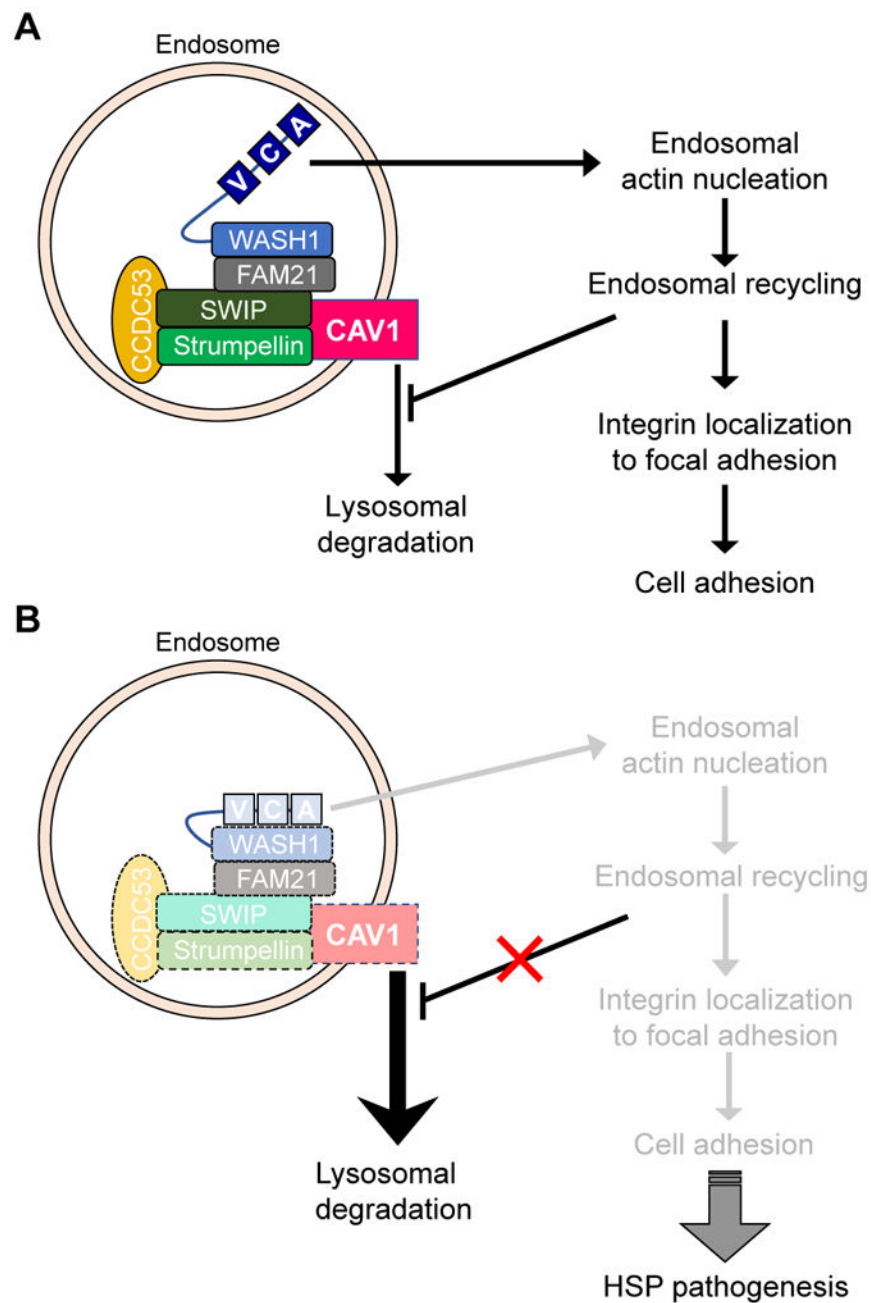 A
Endosome
V
C
A
WASH1
FAM21
CCDC53
SWIP
Strumpellin
CAV1
Endosomal
actin nucleation
Endosomal recycling
Integrin localization
to focal adhesion
Lysosomal
degradation
Cell adhesion
B
Endosome
V
C
A
WASH1
FAM21
CCDC53
SWIP
Strumpellin
CAV1
Endosomal
actin nucleation
Endosomal recycling
Integrin localization
to focal adhesion
Cell adhesion
Lysosomal
degradation
HSP pathogenesis